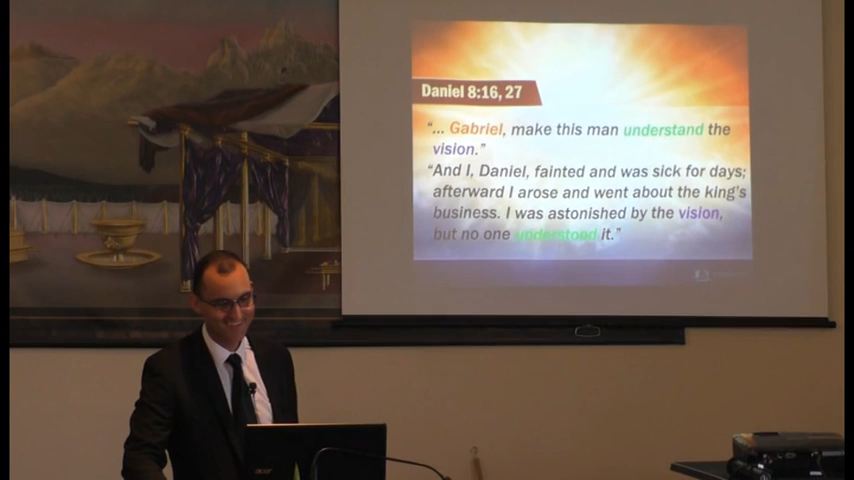 Daniel 8:16, 27
“... Gabriel, make this man understand the
vision.”
“And I, Daniel, fainted and was sick for days;
afterward I arose and went about the king's
business. I was astonished by the vision,
but no one understood it.”
acer